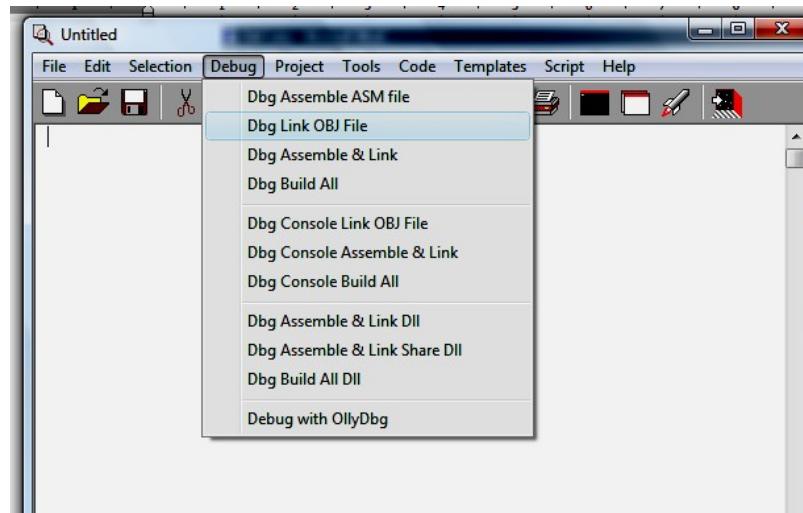 Untitled
File Edit Selection Debug Project Tools Code Templates Script Help
Dbg Assemble ASM file
Dbg Link OBJ File
Dbg Assemble & Link
Dbg Build All
Dbg Console Link OBJ File
Dbg Console Assemble & Link
Dbg Console Build All
Dbg Assemble & Link Dll
Dbg Assemble & Link Share Dll
Dbg Build All Dll
Debug with OllyDbg